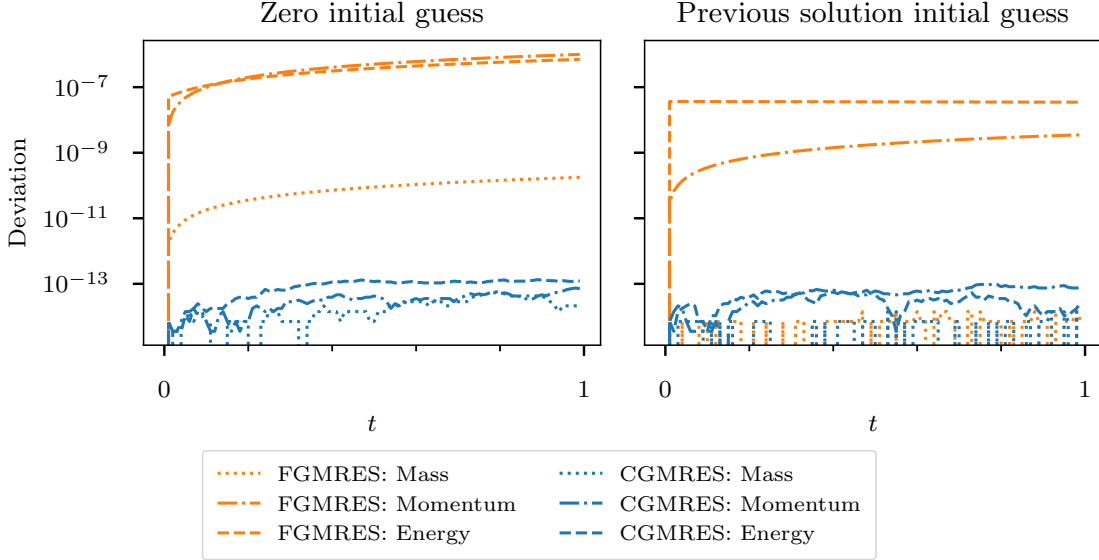 Zero initial guess
Previous solution initial guess
Deviation
10⁻⁷
10⁻⁹
10⁻¹¹
10⁻¹³
0
1
0
1
t
t
FGMRES: Mass
CGMRES: Mass
FGMRES: Momentum
CGMRES: Momentum
FGMRES: Energy
CGMRES: Energy